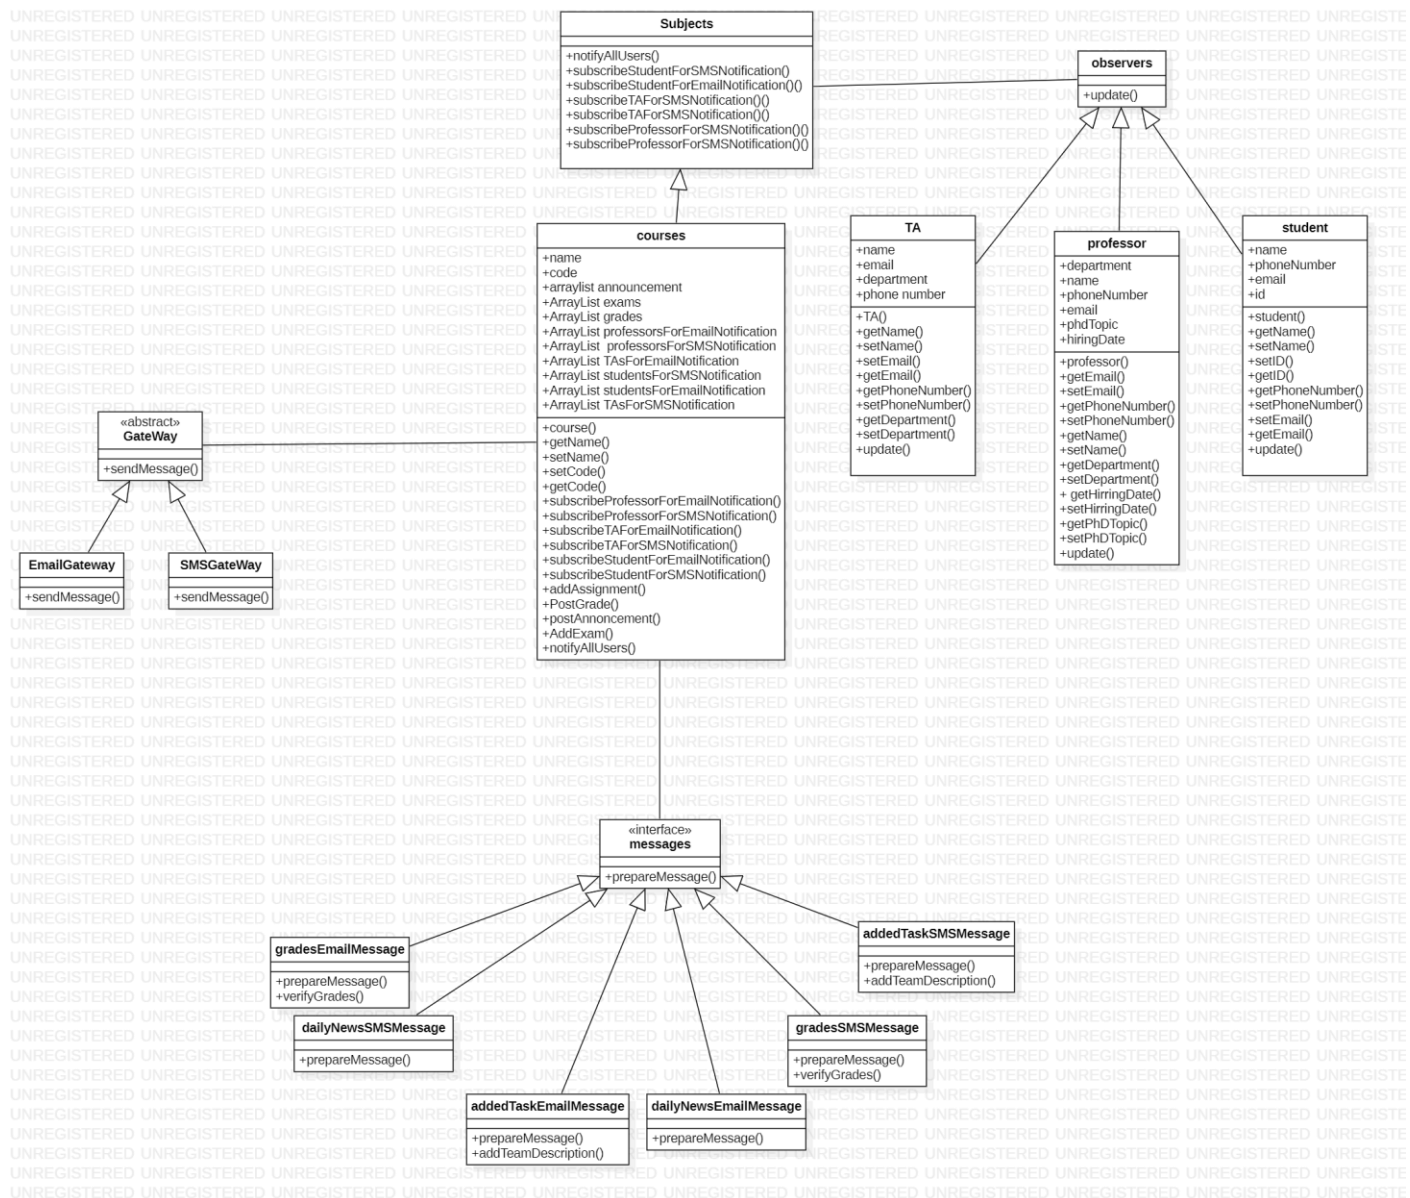 Subjects
+notifyAllUsers()
+subscribeStudentForSMSNotification()
+subscribeStudentForEmailNotification()()
+subscribeTAForSMSNotification()()
+subscribeTAForSMSNotification()()
+subscribeProfessorForSMSNotification()()
+subscribeProfessorForSMSNotification()()
observers
+update()
courses
+name
+code
+arraylist announcement
+ArrayList exams
+ArrayList grades
+ArrayList professorsForEmailNotification
+ArrayList  professorsForSMSNotification
+ArrayList TAsForEmailNotification
+ArrayList studentsForSMSNotification
+ArrayList studentsForEmailNotification
+ArrayList TAsForSMSNotification
+course()
+getName()
+setName()
+setCode()
+getCode()
+subscribeProfessorForEmailNotification()
+subscribeProfessorForSMSNotification()
+subscribeTAForEmailNotification()
+subscribeTAForSMSNotification()
+subscribeStudentForEmailNotification()
+subscribeStudentForSMSNotification()
+addAssignment()
+PostGrade()
+postAnnoncement()
+AddExam()
+notifyAllUsers()
TA
+name
+email
+department
+phone number
+TA()
+getName()
+setName()
+setEmail()
+getEmail()
+getPhoneNumber()
+setPhoneNumber()
+getDepartment()
+setDepartment()
+update()
professor
+department
+name
+phoneNumber
+email
+phdTopic
+hiringDate
+professor()
+getEmail()
+setEmail()
+getPhoneNumber()
+setPhoneNumber()
+getName()
+setName()
+getDepartment()
+setDepartment()
+ getHirringDate()
+setHirringDate()
+getPhDTopic()
+setPhDTopic()
+update()
student
+name
+phoneNumber
+email
+id
+student()
+getName()
+setName()
+setID()
+getID()
+getPhoneNumber()
+setPhoneNumber()
+setEmail()
+getEmail()
+update()
«abstract»
GateWay
+sendMessage()
EmailGateway
+sendMessage()
SMSGateWay
+sendMessage()
«interface»
messages
+prepareMessage()
gradesEmailMessage
+prepareMessage()
+verifyGrades()
dailyNewsSMSMessage
+prepareMessage()
addedTaskEmailMessage
+prepareMessage()
+addTeamDescription()
dailyNewsEmailMessage
+prepareMessage()
gradesSMSMessage
+prepareMessage()
+verifyGrades()
addedTaskSMSMessage
+prepareMessage()
+addTeamDescription()
UNREGISTERED